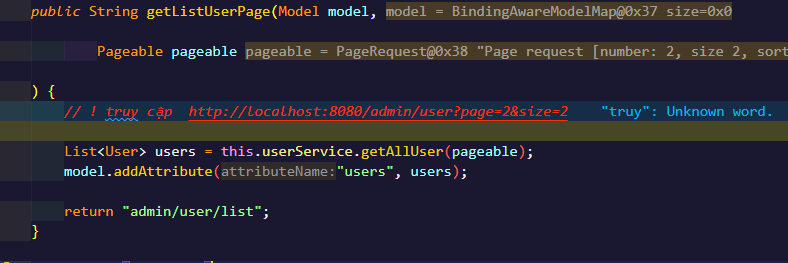 public String getListUserPage(Model model, model = BindingAwareModelMap@0x37 size=0x0
Pageable pageable pageable = PageRequest@0x38 "Page request [number: 2, size 2, sort
) {
// ! truy cập http://localhost:8080/admin/user?page=2&size=2 "truy": Unknown word.
List<User> users = this.userService.getAllUser(pageable);
model.addAttribute(attributeName:"users", users);
return "admin/user/list";
}